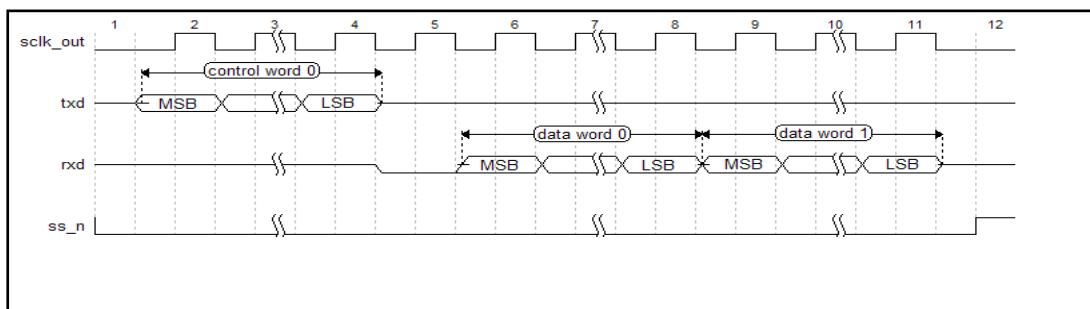 1 2 3 4 5 6 7 8 9 10 11 12
sclk_out
control word 0
txd MSB LSB
data word 0 data word 1
rxd MSB LSB MSB LSB
ss_n